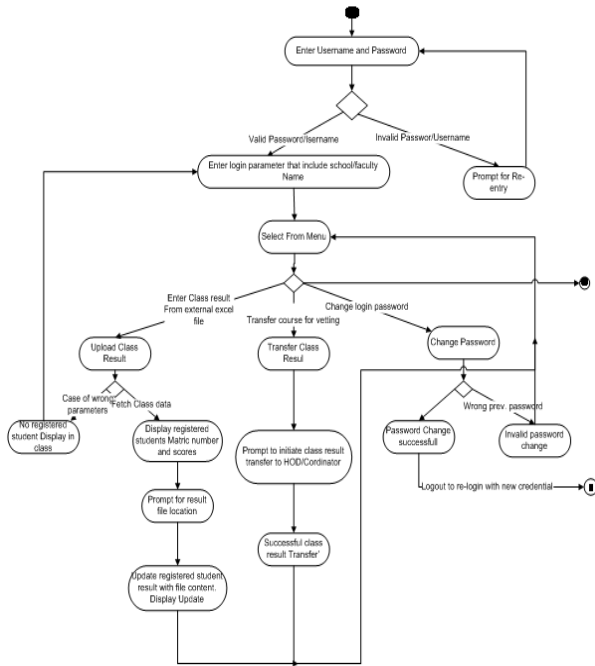 Enter Username and Password
Valid Password/Isername
Invalid Passwor/Username
Enter login parameter that include school/faculty
Name
Prompt for Re-
entry
Select From Menu
Enter Class result
From external excel
file
Transfer course for vetting
Change login password
Upload Class
Result
Transfer Class
Resul
Change Password
Case of wrong
parameters
Fetch Class data
Wrong prev. password
No registered
student Display in
class
Display registered
students Matric number
and scores
Prompt to initiate class result
transfer to HOD/Cordinator
Password Change
successfull
Invalid password
change
Prompt for result
file location
Logout to re-login with new credential
Successful class
result Transfer'
Update registered student
result with file content.
Display Update